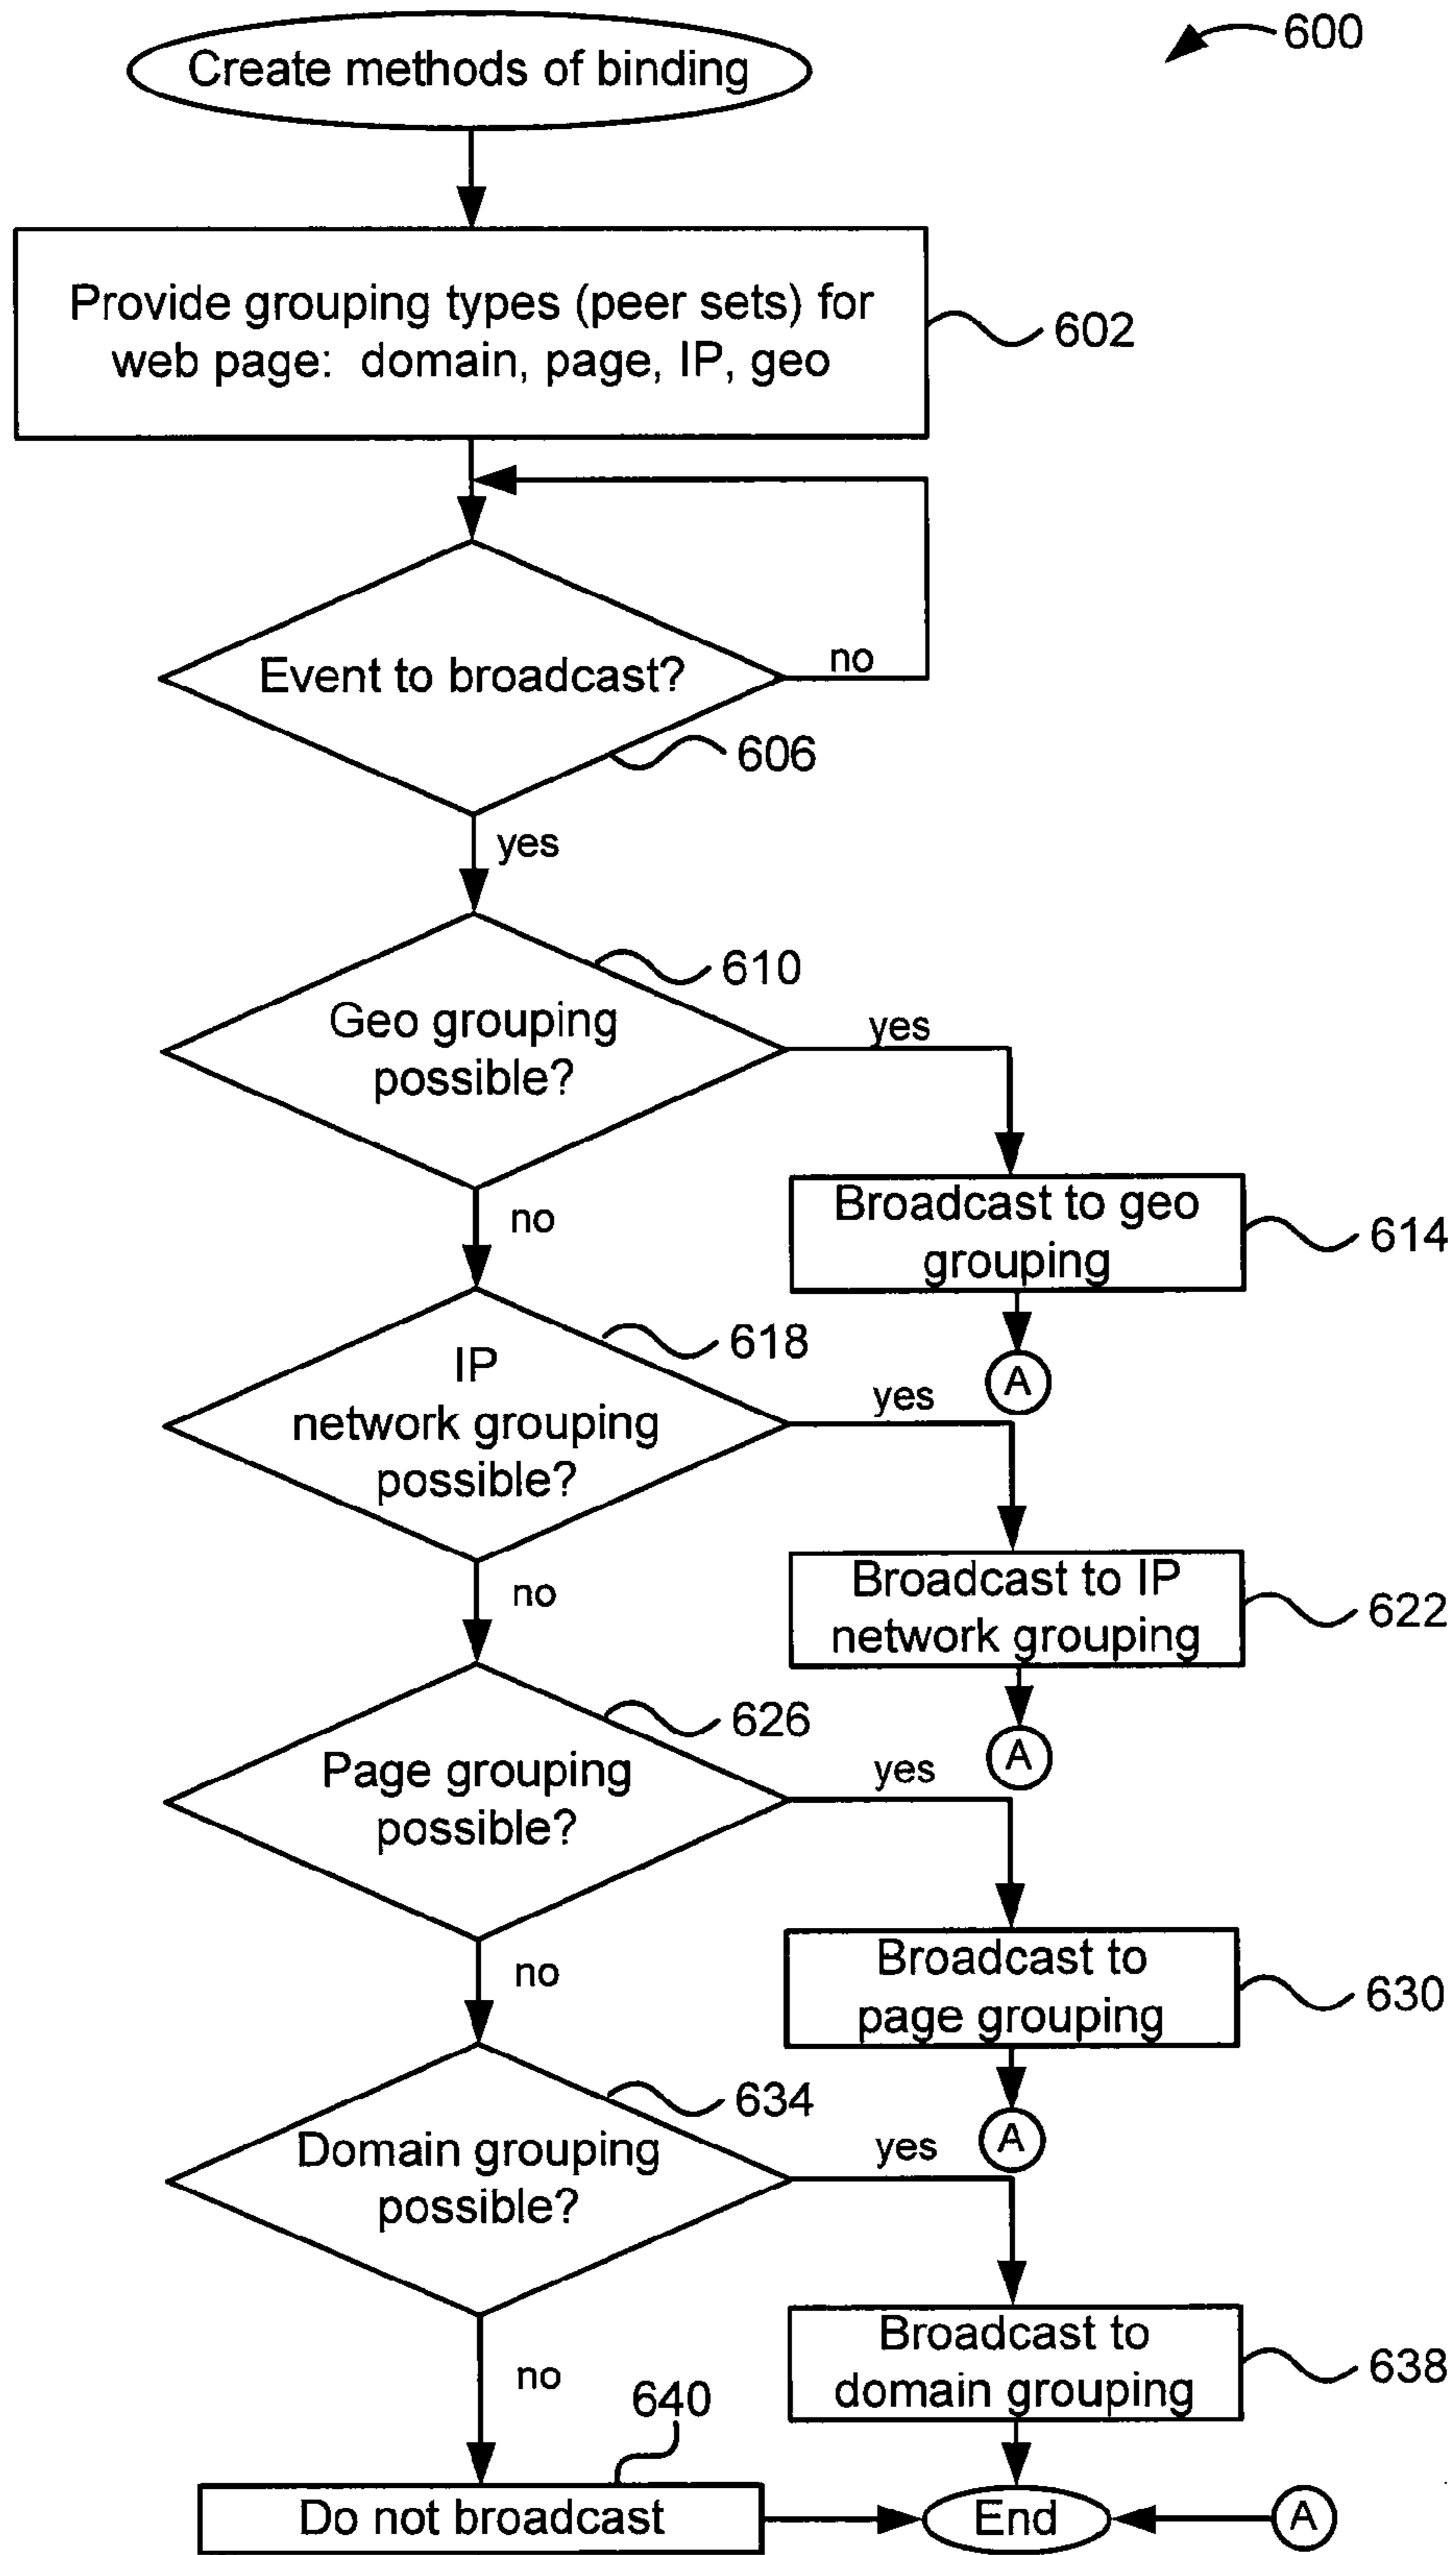 600
Create methods of binding
Provide grouping types (peer sets) for
web page: domain, page, IP, geo
602
Event to broadcast?
no
606
yes
610
Geo grouping
possible?
yes
no
Broadcast to geo
grouping
614
A
618
IP
network grouping
possible?
yes
no
Broadcast to IP
network grouping
622
A
626
Page grouping
possible?
yes
no
Broadcast to
page grouping
630
A
634
Domain grouping
possible?
yes
no
Broadcast to
domain grouping
638
640
Do not broadcast
End
A